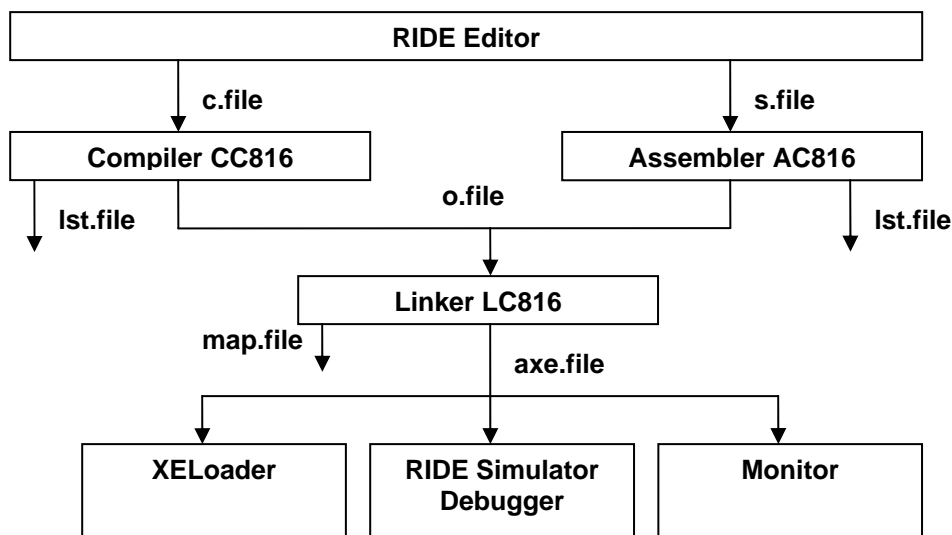 RIDE Editor
c.file
s.file
Compiler CC816
Assembler AC816
o.file
lst.file
lst.file
Linker LC816
map.file
axe.file
XELoader
RIDE Simulator
Debugger
Monitor